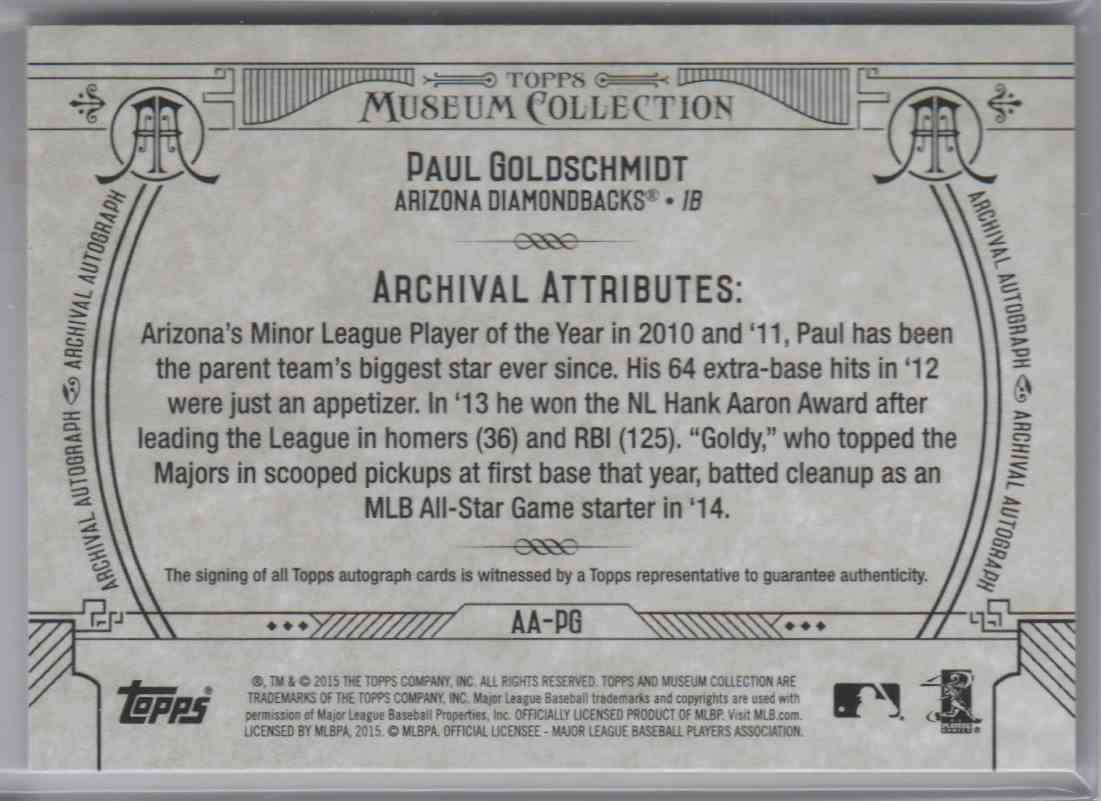 TOPPS
MUSEUM COLLECTION
PAUL GOLDSCHMIDT
ARIZONA DIAMONDBACKS® • 1B
ARCHIVAL AUTOGRAPH ARCHIVAL AUTOGRAPH
ARCHIVAL AUTOGRAPH ARCHIVAL AUTOGRAPH
ARCHIVAL ATTRIBUTES:
Arizona's Minor League Player of the Year in 2010 and '11, Paul has been
the parent team's biggest star ever since. His 64 extra-base hits in '12
were just an appetizer. In '13 he won the NL Hank Aaron Award after
leading the League in homers (36) and RBI (125). “Goldy,” who topped the
Majors in scooped pickups at first base that year, batted cleanup as an
MLB All-Star Game starter in '14.
The signing of all Topps autograph cards is witnessed by a Topps representative to guarantee authenticity.
AA-PG
topps®
®, TM & © 2015 THE TOPPS COMPANY, INC. ALL RIGHTS RESERVED. TOPPS AND MUSEUM COLLECTION ARE
TRADEMARKS OF THE TOPPS COMPANY, INC. Major League Baseball trademarks and copyrights are used with
permission of Major League Baseball Properties, Inc. OFFICIALLY LICENSED PRODUCT OF MLBP. Visit MLB.com.
LICENSED BY MLBPA, 2015. © MLBPA. OFFICIAL LICENSEE - MAJOR LEAGUE BASEBALL PLAYERS ASSOCIATION.